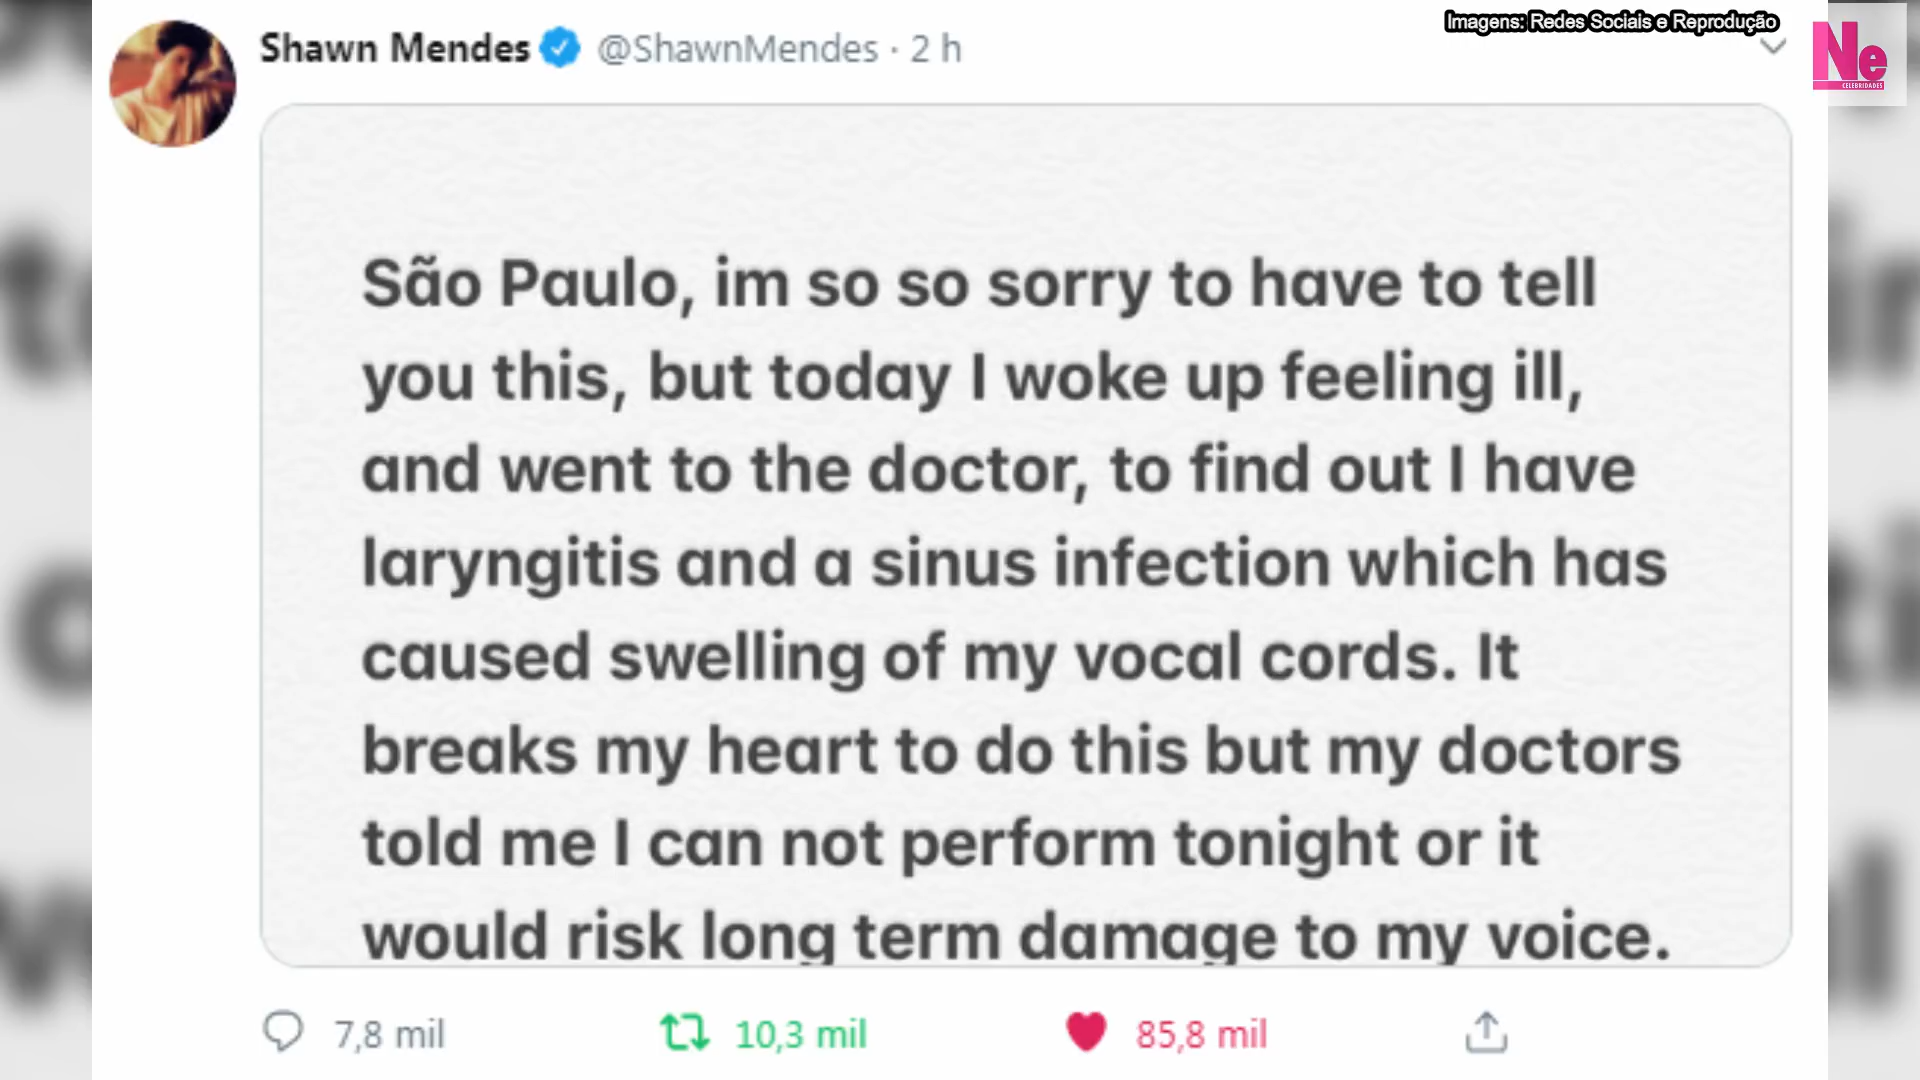 Imagens: Redes Sociais e Reprodução
Ne
CELEBRIDADES
Shawn Mendes @ShawnMendes · 2 h
São Paulo, im so so sorry to have to tell
you this, but today I woke up feeling ill,
and went to the doctor, to find out I have
laryngitis and a sinus infection which has
caused swelling of my vocal cords. It
breaks my heart to do this but my doctors
told me I can not perform tonight or it
would risk long term damage to my voice.
7,8 mil 10,3 mil 85,8 mil